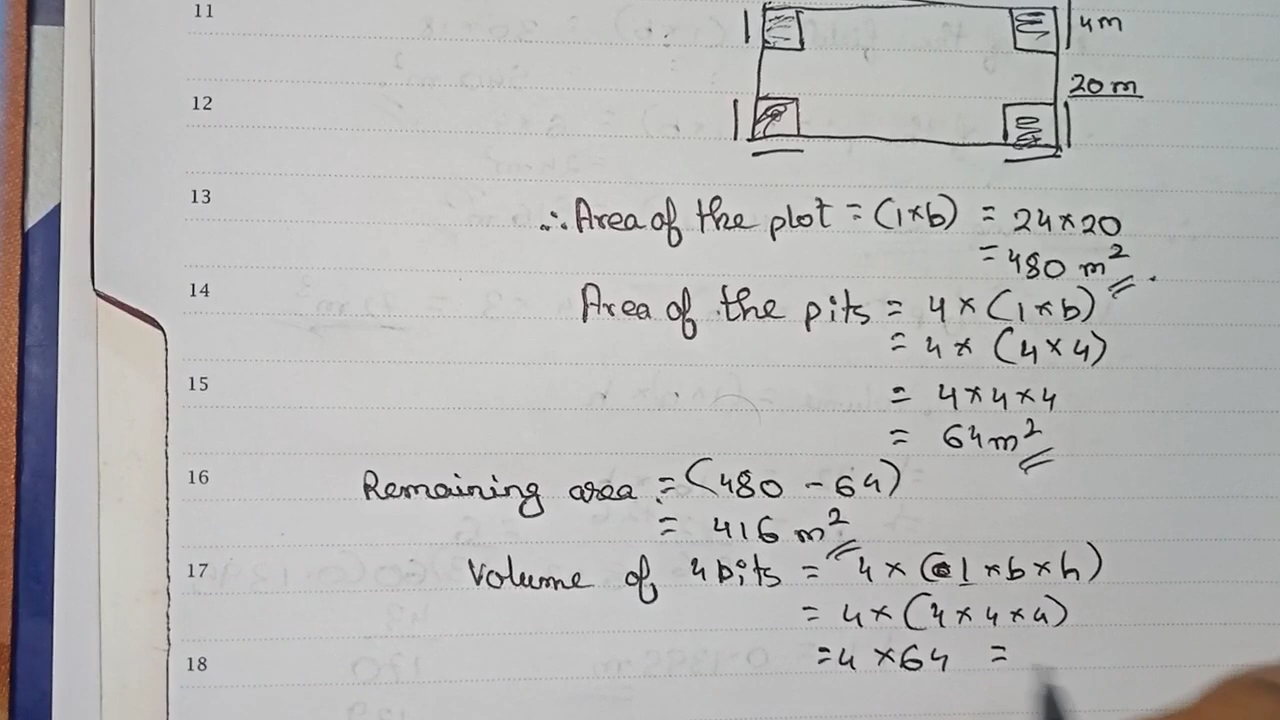 11
4m
12
20m
13
∴ Area of the plot = (l×b) = 24×20
= 480 m²
14
Area of the pits = 4 × (l × b)
= 4 × (4 × 4)
15
= 4 × 4 × 4
= 64 m²
16
Remaining area = (480 - 64)
= 416 m²
17
Volume of 4 pits = 4 × (l × b × h)
= 4 × (4 × 4 × 4)
18
= 4 × 64 =